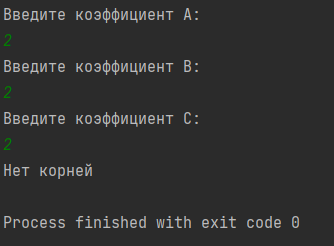 Введите коэффициент A:
2
Введите коэффициент B:
2
Введите коэффициент C:
2
Нет корней
Process finished with exit code 0